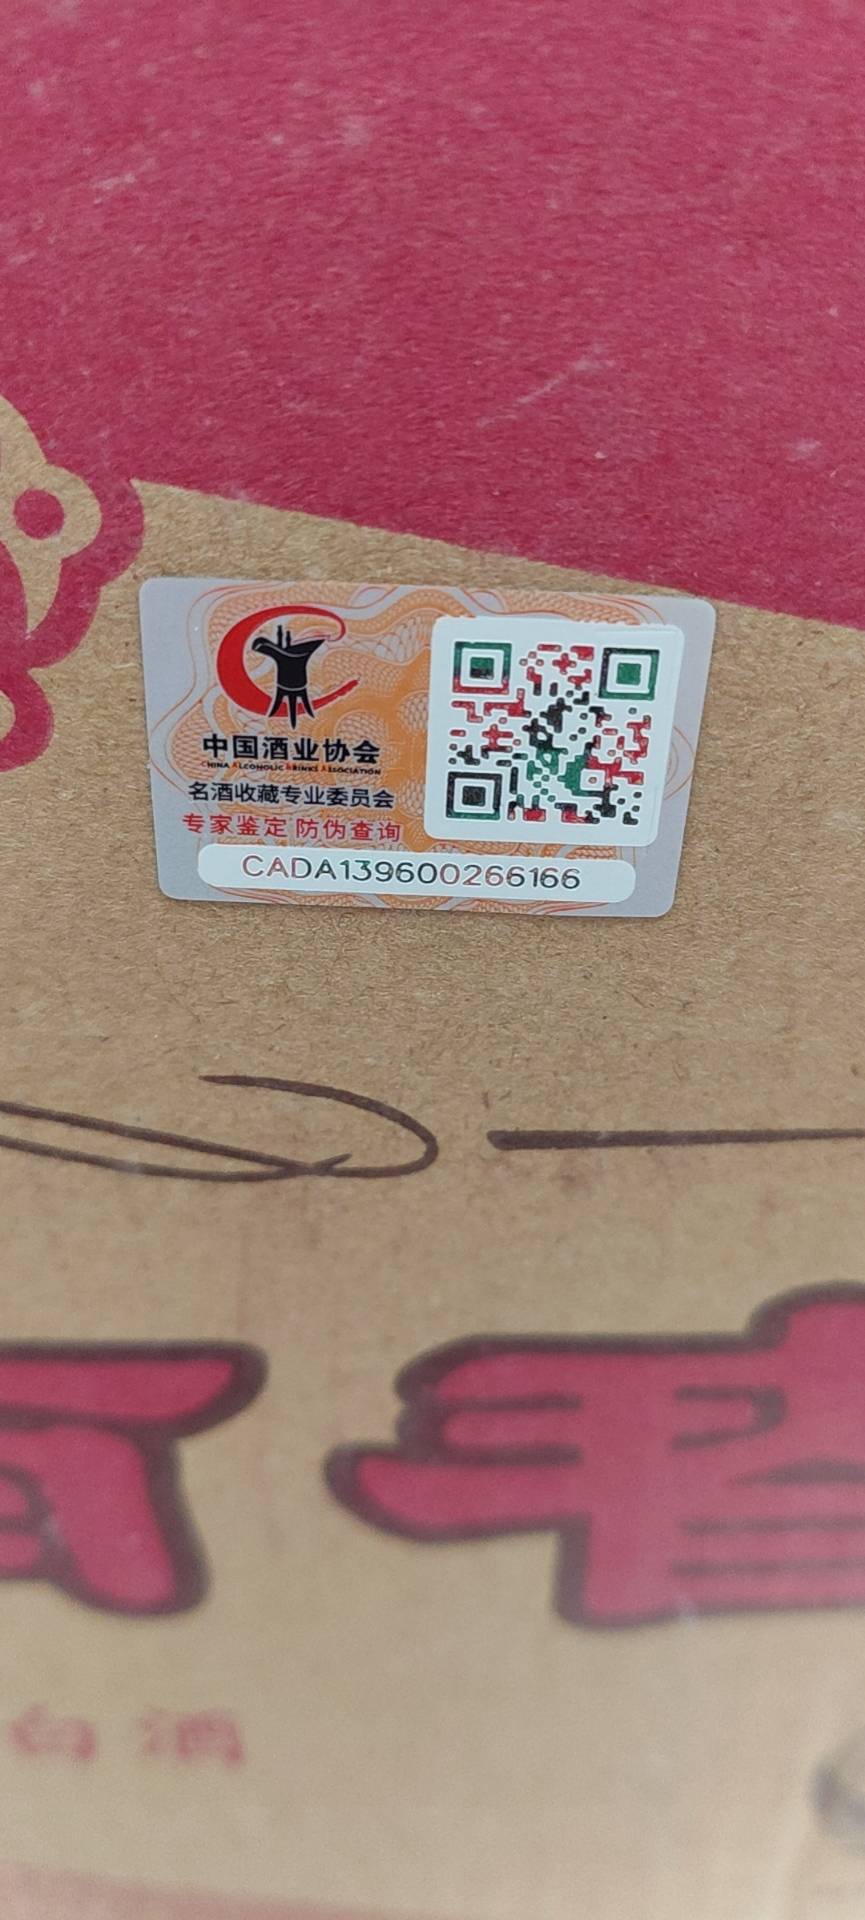 中国酒业协会
CHINA ALCOHOLIC DRINKS ASSOCIATION
名酒收藏专业委员会
专家鉴定 防伪查询
CADA139600266166
白酒